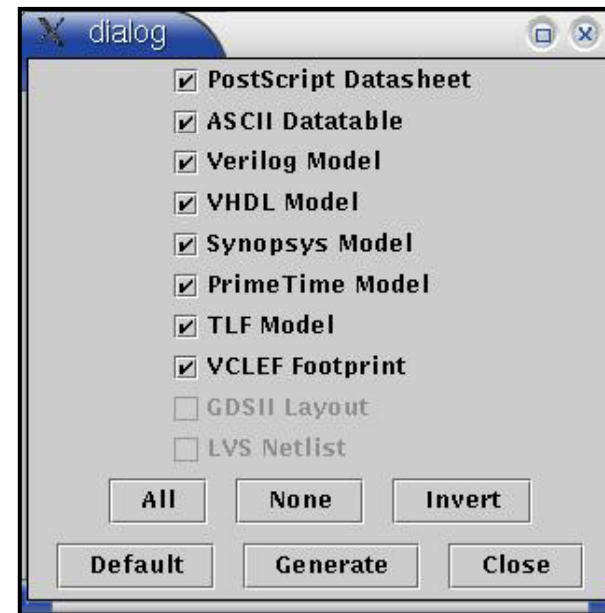 dialog
PostScript Datasheet
ASCII Datatable
Verilog Model
VHDL Model
Synopsys Model
PrimeTime Model
TLF Model
VCLEF Footprint
GDSII Layout
LVS Netlist
All None Invert
Default Generate Close